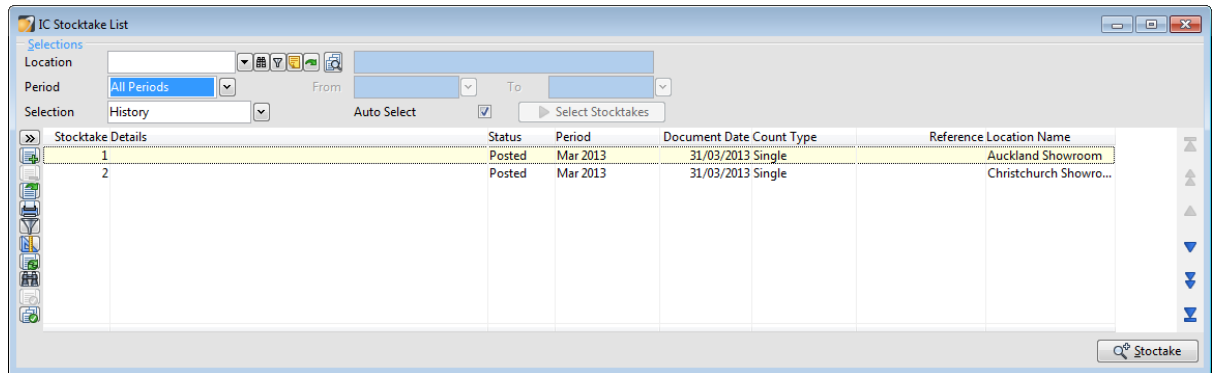 IC Stocktake List
Selections
Location
Period All Periods From To
Selection History Auto Select Select Stocktakes
Stocktake Details Status Period Document Date Count Type Reference Location Name
1 Posted Mar 2013 31/03/2013 Single Auckland Showroom
2 Posted Mar 2013 31/03/2013 Single Christchurch Showro...
Stoctake